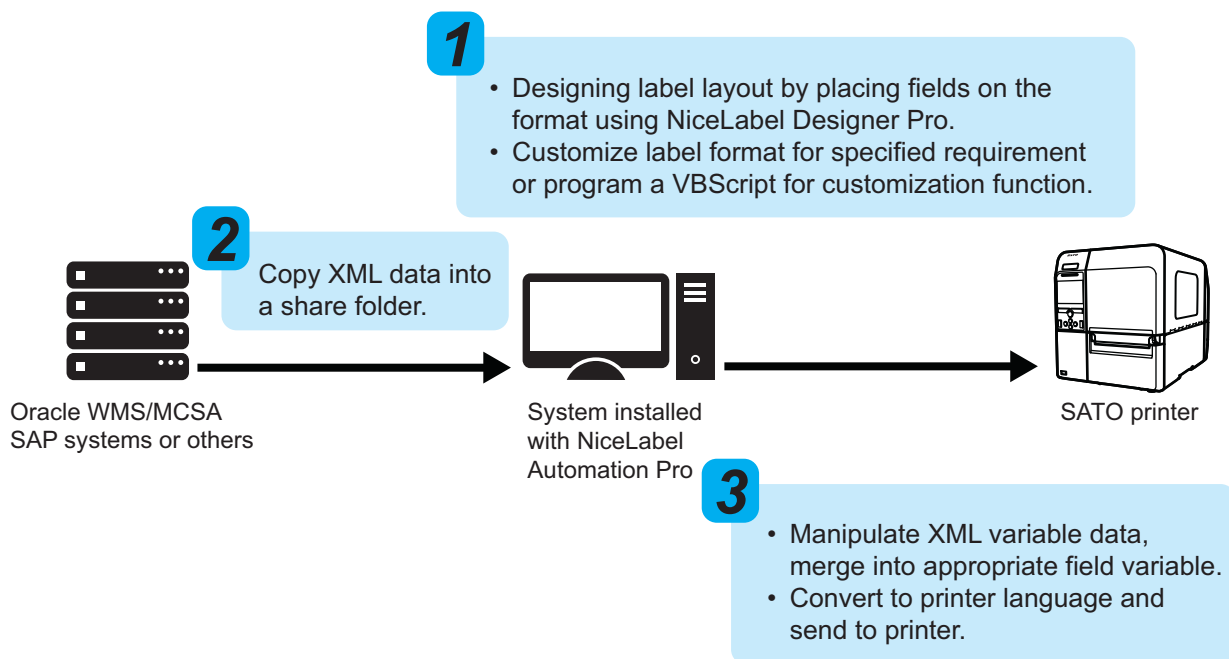 1
• Designing label layout by placing fields on the
format using NiceLabel Designer Pro.
• Customize label format for specified requirement
or program a VBScript for customization function.
2
Copy XML data into
a share folder.
Oracle WMS/MCSA
SAP systems or others
System installed
with NiceLabel
Automation Pro
SATO printer
3
• Manipulate XML variable data,
merge into appropriate field variable.
• Convert to printer language and
send to printer.